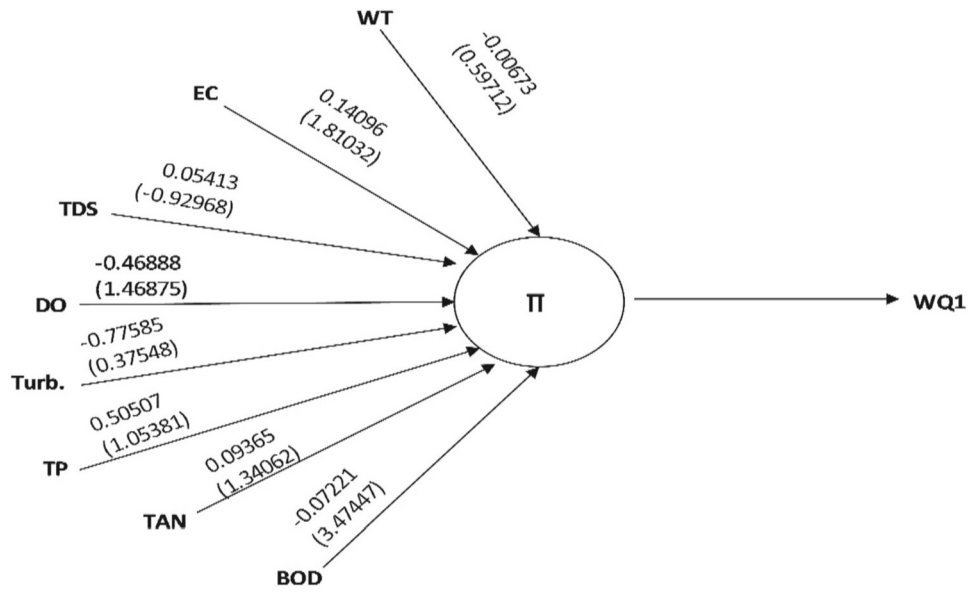 WT
-0.00673
(0.59712)
EC
0.14096
(1.81032)
TDS
0.05413
(-0.92968)
DO
-0.46888
(1.46875)
Π
WQ1
Turb.
-0.77585
(0.37548)
TP
0.50507
(1.05381)
TAN
0.09365
(1.34062)
BOD
-0.07221
(3.47447)